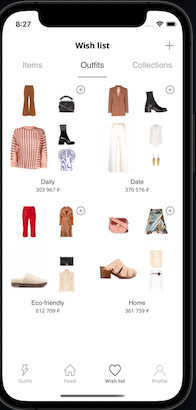 8:27
Wish list
Items Outfits Collections
Daily Date
303 967 ₽ 370 576 ₽
Eco-friendly Home
612 709 ₽ 361 759 ₽
Outfit Feed Wish list Profile